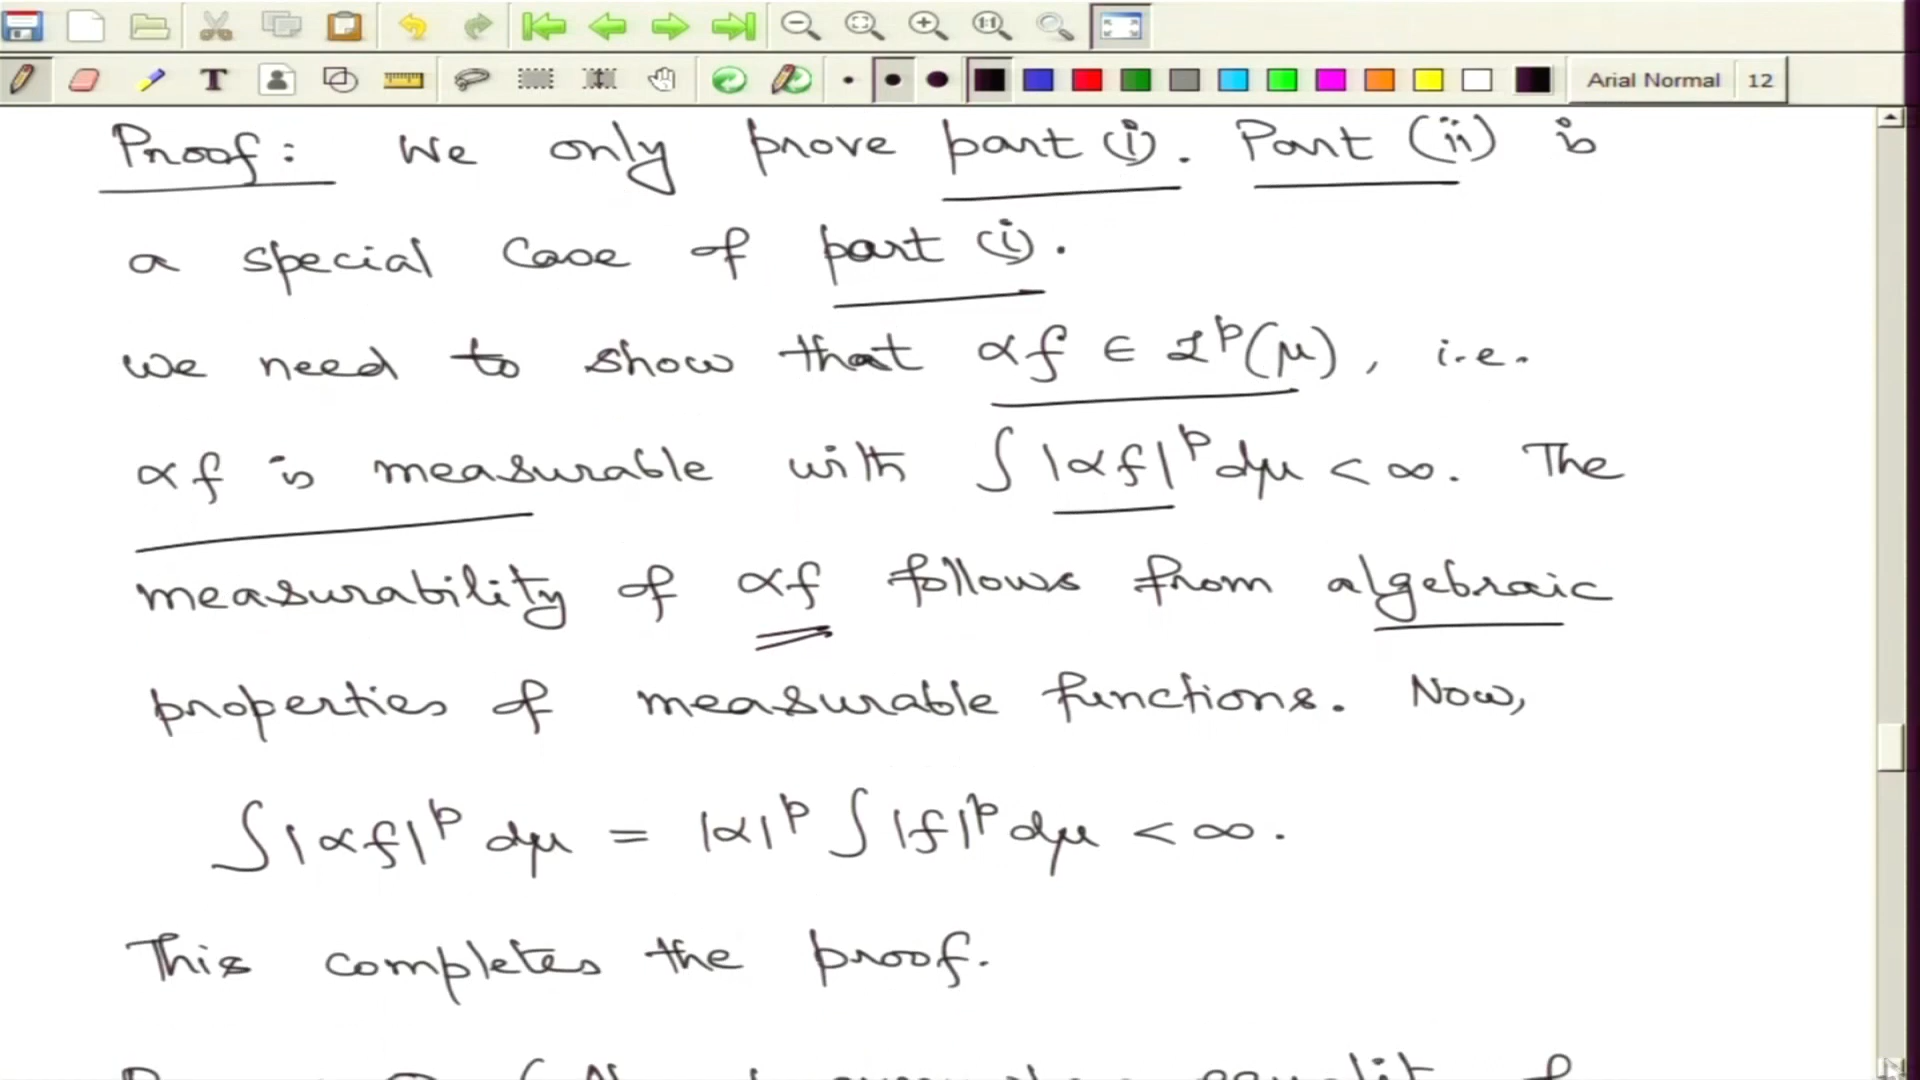 Arial Normal 12
Proof: We only prove part (i). Part (ii) is
a special case of part (i).
We need to show that αf ∈ ℒᵖ(μ), i.e.
αf is measurable with ∫ |αf|ᵖ dμ < ∞. The
measurability of αf follows from algebraic
properties of measurable functions. Now,
∫ |αf|ᵖ dμ = |α|ᵖ ∫ |f|ᵖ dμ < ∞.
This completes the proof.